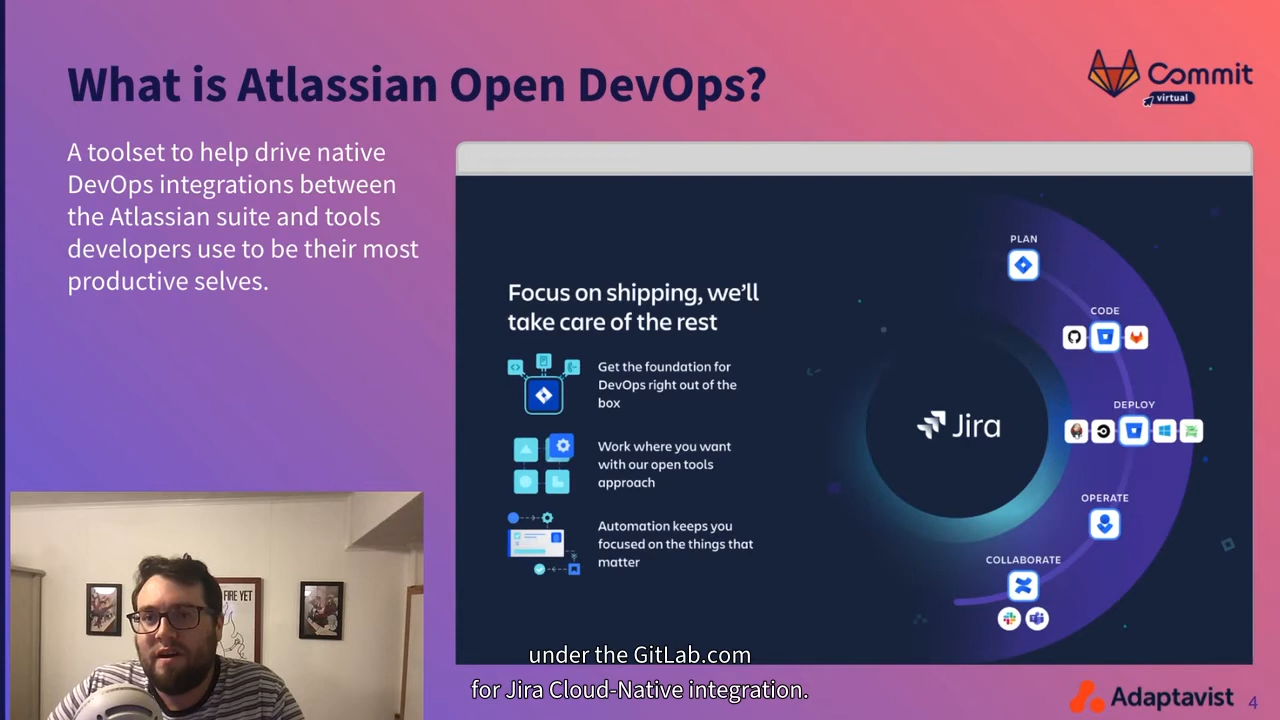 What is Atlassian Open DevOps?
Commit
virtual
A toolset to help drive native
DevOps integrations between
the Atlassian suite and tools
developers use to be their most
productive selves.
Focus on shipping, we'll
take care of the rest
Get the foundation for
DevOps right out of the
box
Work where you want
with our open tools
approach
Automation keeps you
focused on the things that
matter
PLAN
CODE
Jira
DEPLOY
OPERATE
COLLABORATE
FIRE YET
under the GitLab.com
for Jira Cloud-Native integration.
Adaptavist
4